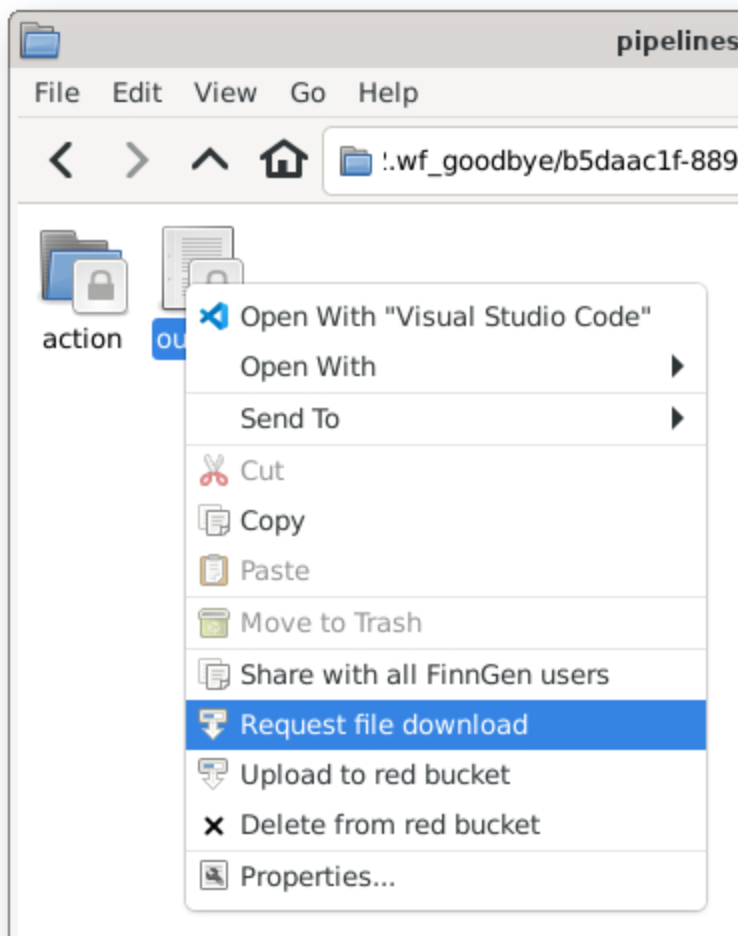 pipelines
File Edit View Go Help
!.wf_goodbye/b5daac1f-889
action
ou
Open With "Visual Studio Code"
Open With
Send To
Cut
Copy
Paste
Move to Trash
Share with all FinnGen users
Request file download
Upload to red bucket
Delete from red bucket
Properties...